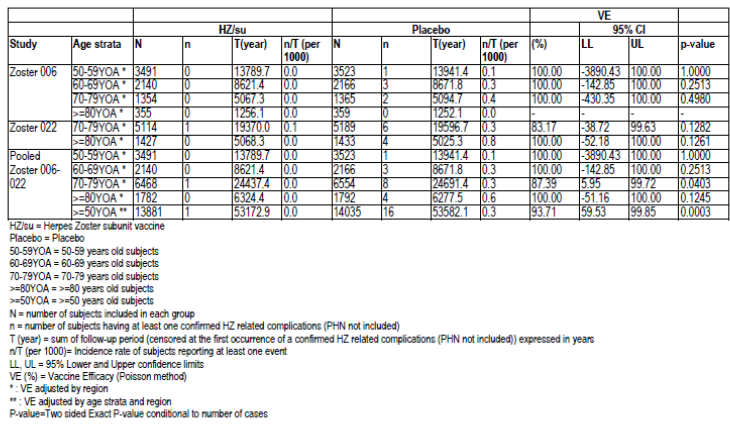 VE
HZ/su Placebo 95% CI
Study Age strata N n T(year) n/T (per 1000) N n T(year) n/T (per 1000) (%) LL UL p-value
Zoster 006 50-59YOA * 3491 0 13789.7 0.0 3523 1 13941.4 0.1 100.00 -3890.43 100.00 1.0000
60-69YOA * 2140 0 8621.4 0.0 2166 3 8671.8 0.3 100.00 -142.85 100.00 0.2513
70-79YOA * 1354 0 5067.3 0.0 1365 2 5094.7 0.4 100.00 -430.35 100.00 0.4980
>=80YOA * 355 0 1256.1 0.0 359 0 1252.1 0.0 - - - -
Zoster 022 70-79YOA * 5114 1 19370.0 0.1 5189 6 19596.7 0.3 83.17 -38.72 99.63 0.1282
>=80YOA * 1427 0 5068.3 0.0 1433 4 5025.3 0.8 100.00 -52.18 100.00 0.1261
Pooled Zoster 006-022 50-59YOA * 3491 0 13789.7 0.0 3523 1 13941.4 0.1 100.00 -3890.43 100.00 1.0000
60-69YOA * 2140 0 8621.4 0.0 2166 3 8671.8 0.3 100.00 -142.85 100.00 0.2513
70-79YOA * 6468 1 24437.4 0.0 6554 8 24691.4 0.3 87.39 5.95 99.72 0.0403
>=80YOA * 1782 0 6324.4 0.0 1792 4 6277.5 0.6 100.00 -51.16 100.00 0.1245
>=50YOA ** 13881 1 53172.9 0.0 14035 16 53582.1 0.3 93.71 59.53 99.85 0.0003
HZ/su = Herpes Zoster subunit vaccine
Placebo = Placebo
50-59YOA = 50-59 years old subjects
60-69YOA = 60-69 years old subjects
70-79YOA = 70-79 years old subjects
>=80YOA = >=80 years old subjects
>=50YOA = >=50 years old subjects
N = number of subjects included in each group
n = number of subjects having at least one confirmed HZ related complications (PHN not included)
T (year) = sum of follow-up period (censored at the first occurrence of a confirmed HZ related complications (PHN not included)) expressed in years
n/T (per 1000)= Incidence rate of subjects reporting at least one event
LL, UL = 95% Lower and Upper confidence limits
VE (%) = Vaccine Efficacy (Poisson method)
* : VE adjusted by region
** : VE adjusted by age strata and region
P-value=Two sided Exact P-value conditional to number of cases